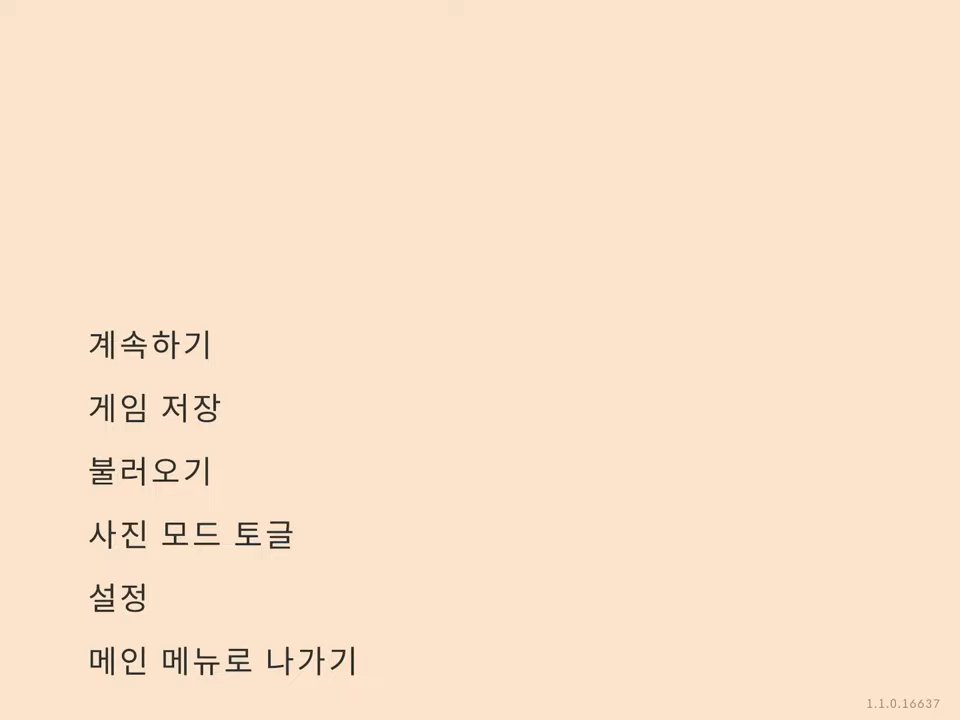 계속하기
게임 저장
불러오기
사진 모드 토글
설정
메인 메뉴로 나가기
1.1.0.16637